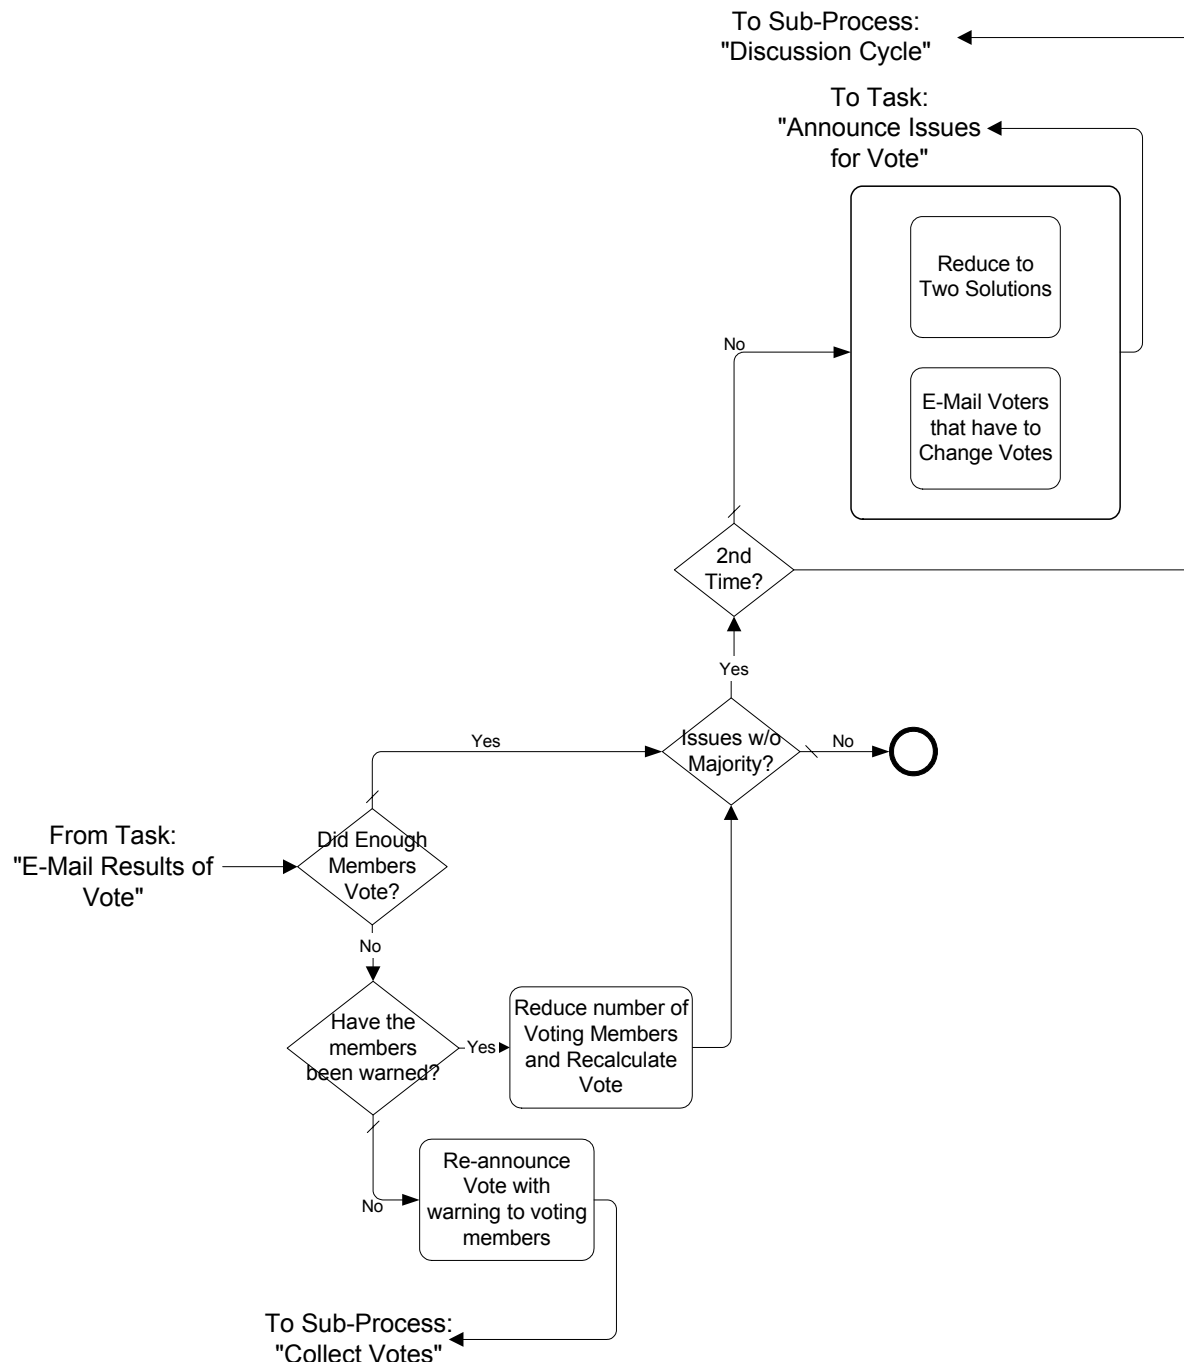 To Sub-Process:
"Discussion Cycle"
To Task:
"Announce Issues
for Vote"
Reduce to
Two Solutions
No
E-Mail Voters
that have to
Change Votes
2nd
Time?
Yes
Yes
Issues w/o
Majority?
No
From Task:
"E-Mail Results of
Vote"
Did Enough
Members
Vote?
No
Have the
members
been warned?
Yes
Reduce number of
Voting Members
and Recalculate
Vote
No
Re-announce
Vote with
warning to voting
members
To Sub-Process:
"Collect Votes"